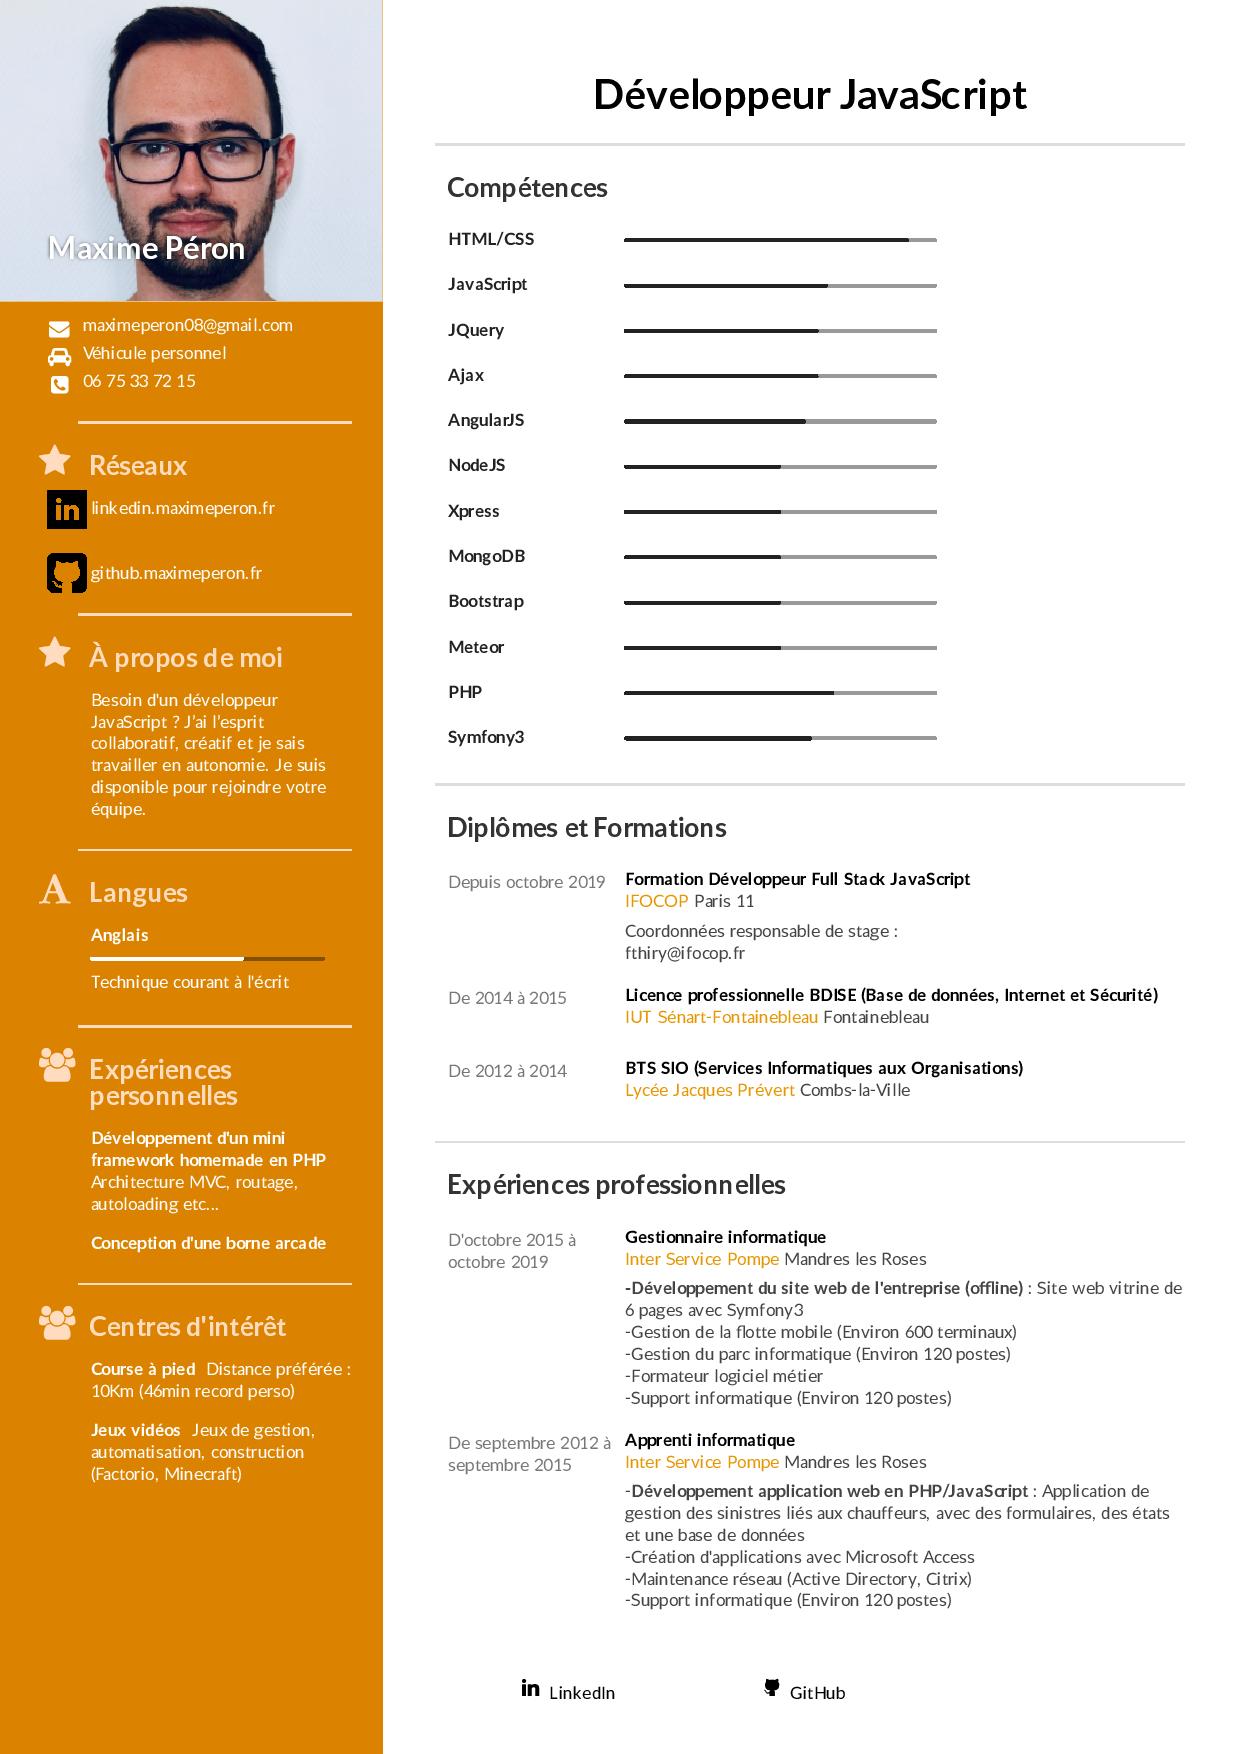 Maxime Péron
maximeperon08@gmail.com
Véhicule personnel
06 75 33 72 15
Réseaux
linkedin.maximeperon.fr
github.maximeperon.fr
À propos de moi
Besoin d'un développeur
JavaScript ? J'ai l'esprit
collaboratif, créatif et je sais
travailler en autonomie. Je suis
disponible pour rejoindre votre
équipe.
Langues
Anglais
Technique courant à l'écrit
Expériences
personnelles
Développement d'un mini
framework homemade en PHP
Architecture MVC, routage,
autoloading etc...
Conception d'une borne arcade
Centres d'intérêt
Course à pied Distance préférée :
10Km (46min record perso)
Jeux vidéos Jeux de gestion,
automatisation, construction
(Factorio, Minecraft)
Développeur JavaScript
Compétences
HTML/CSS
JavaScript
JQuery
Ajax
AngularJS
NodeJS
Xpress
MongoDB
Bootstrap
Meteor
PHP
Symfony3
Diplômes et Formations
Depuis octobre 2019 Formation Développeur Full Stack JavaScript
IFOCOP Paris 11
Coordonnées responsable de stage :
fthiry@ifocop.fr
De 2014 à 2015 Licence professionnelle BDISE (Base de données, Internet et Sécurité)
IUT Sénart-Fontainebleau Fontainebleau
De 2012 à 2014 BTS SIO (Services Informatiques aux Organisations)
Lycée Jacques Prévert Combs-la-Ville
Expériences professionnelles
D'octobre 2015 à Gestionnaire informatique
octobre 2019 Inter Service Pompe Mandres les Roses
-Développement du site web de l'entreprise (offline) : Site web vitrine de
6 pages avec Symfony3
-Gestion de la flotte mobile (Environ 600 terminaux)
-Gestion du parc informatique (Environ 120 postes)
-Formateur logiciel métier
-Support informatique (Environ 120 postes)
De septembre 2012 à Apprenti informatique
septembre 2015 Inter Service Pompe Mandres les Roses
-Développement application web en PHP/JavaScript : Application de
gestion des sinistres liés aux chauffeurs, avec des formulaires, des états
et une base de données
-Création d'applications avec Microsoft Access
-Maintenance réseau (Active Directory, Citrix)
-Support informatique (Environ 120 postes)
LinkedIn GitHub